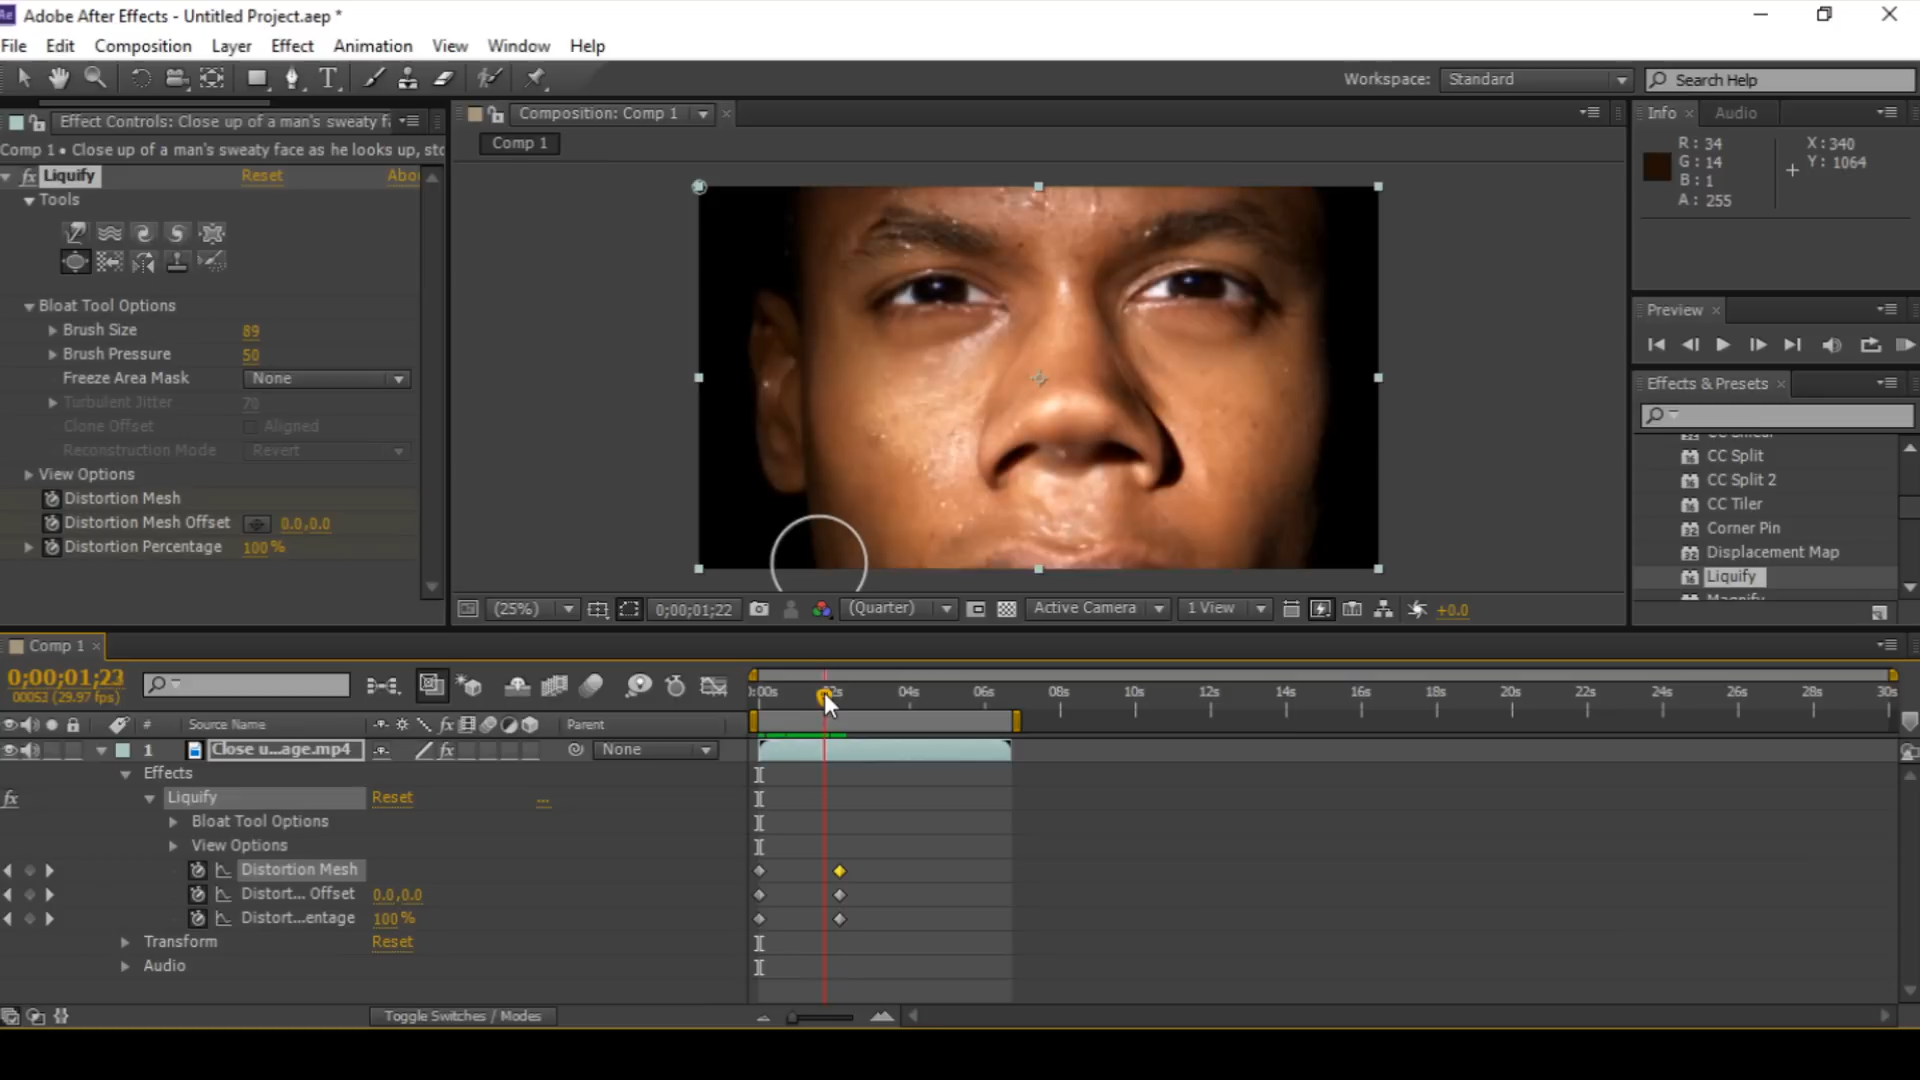 Ae Adobe After Effects - Untitled Project.aep *
File Edit Composition Layer Effect Animation View Window Help
T Workspace: Standard Search Help
Effect Controls: Close up of a man's sweaty f
Composition: Comp 1
Info Audio
Comp 1
Comp 1 • Close up of a man's sweaty face as he looks up, sto
R: 34 X: 340
G: 14 Y: 1064
B: 1
A: 255
fx Liquify Reset Abo
Tools
Bloat Tool Options
Brush Size 89
Brush Pressure 50
Freeze Area Mask None
Turbulent Jitter 70
Clone Offset Aligned
Reconstruction Mode Revert
View Options
Distortion Mesh
Distortion Mesh Offset 0.0,0.0
Distortion Percentage 100 %
Preview
Effects & Presets
CC Split
CC Split 2
CC Tiler
Corner Pin
Displacement Map
Liquify
(25%) 0;00;01;22 (Quarter) Active Camera 1 View +0.0
Comp 1
0;00;01;23
00053 (29.97 fps)
:00s 02s 04s 06s 08s 10s 12s 14s 16s 18s 20s 22s 24s 26s 28s 30s
# Source Name fx Parent
1 Close u...age.mp4 fx None
Effects
fx Liquify Reset ...
Bloat Tool Options
View Options
Distortion Mesh
Distort... Offset 0.0,0.0
Distort...entage 100 %
Transform Reset
Audio
Toggle Switches / Modes